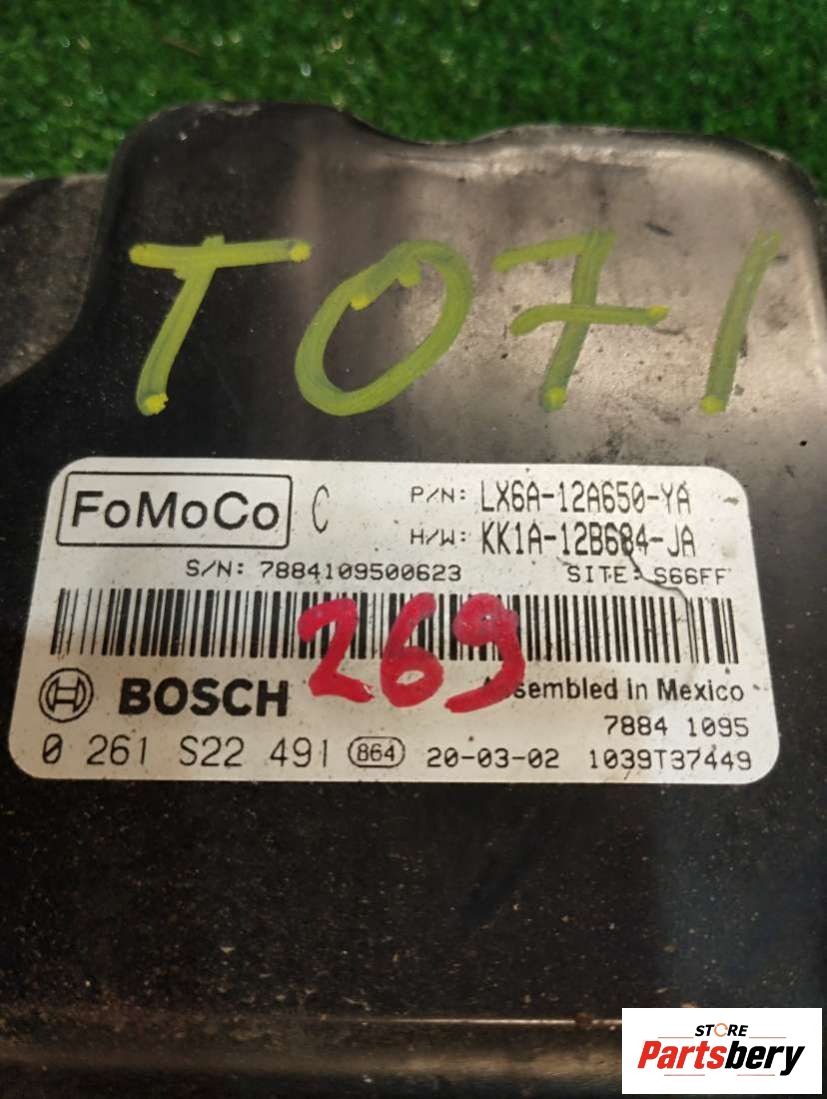 T071
FoMoCo C P/N: LX6A-12A650-YA
H/W: KK1A-12B684-JA
S/N: 7884109500623 SITE: S66FF
269
BOSCH Assembled in Mexico
7884 1095
0 261 S22 491 864 20-03-02 1039T37449
STORE
Partsbery